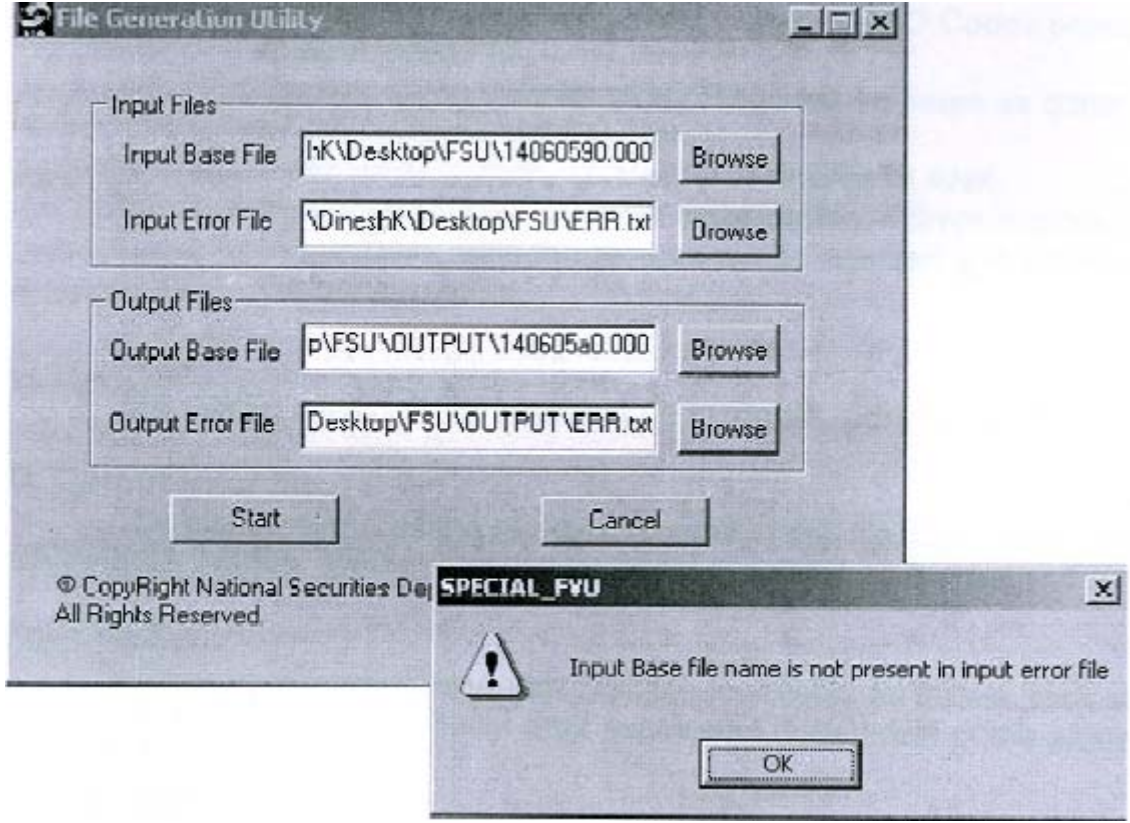 File Generation Utility
Input Files
Input Base File hK\Desktop\FSU\14060590.000 Browse
Input Error File \DineshK\Desktop\FSU\ERR.txt Browse
Output Files
Output Base File p\FSU\OUTPUT\140605a0.000 Browse
Output Error File Desktop\FSU\OUTPUT\ERR.txt Browse
Start Cancel
© CopyRight National Securities Dep
All Rights Reserved.
SPECIAL_FVU
Input Base file name is not present in input error file
OK